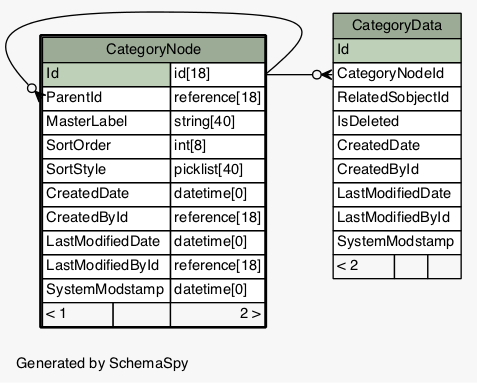 CategoryNode
Id id[18]
ParentId reference[18]
MasterLabel string[40]
SortOrder int[8]
SortStyle picklist[40]
CreatedDate datetime[0]
CreatedById reference[18]
LastModifiedDate datetime[0]
LastModifiedById reference[18]
SystemModstamp datetime[0]
< 1 2 >
CategoryData
Id
CategoryNodeId
RelatedSobjectId
IsDeleted
CreatedDate
CreatedById
LastModifiedDate
LastModifiedById
SystemModstamp
< 2
Generated by SchemaSpy